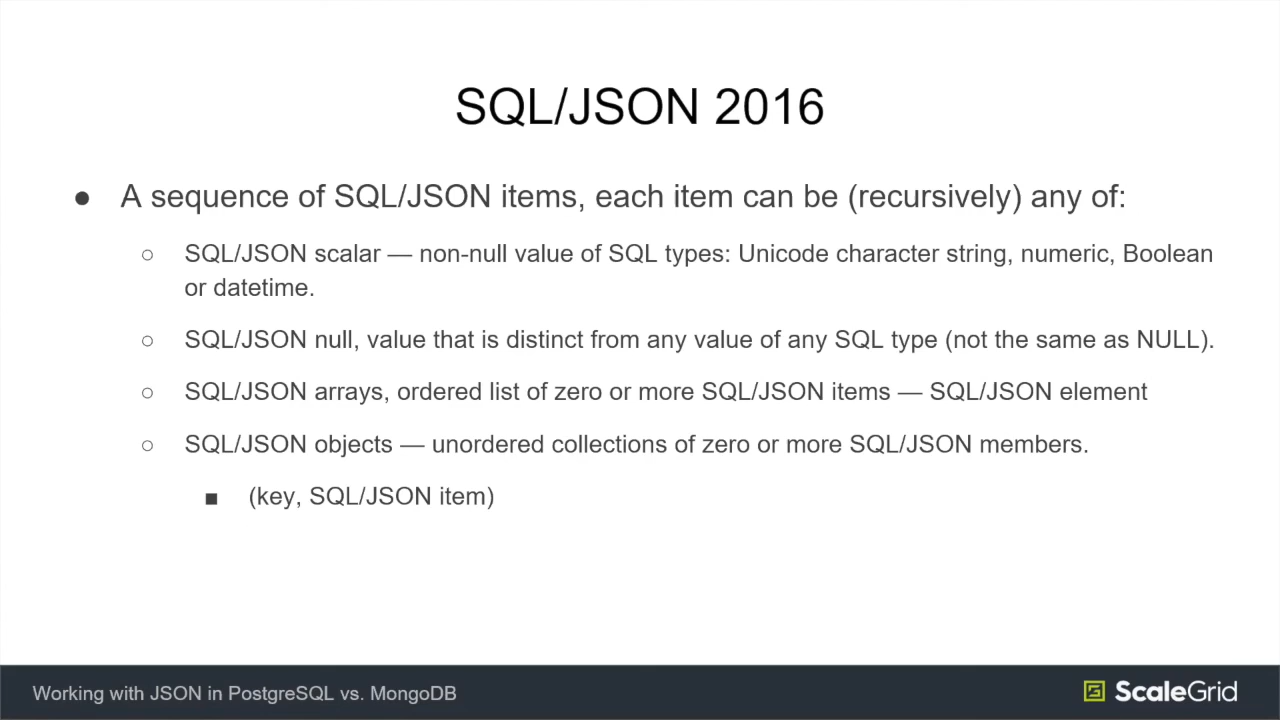 SQL/JSON 2016
● A sequence of SQL/JSON items, each item can be (recursively) any of:
○ SQL/JSON scalar — non-null value of SQL types: Unicode character string, numeric, Boolean
or datetime.
○ SQL/JSON null, value that is distinct from any value of any SQL type (not the same as NULL).
○ SQL/JSON arrays, ordered list of zero or more SQL/JSON items — SQL/JSON element
○ SQL/JSON objects — unordered collections of zero or more SQL/JSON members.
■ (key, SQL/JSON item)
Working with JSON in PostgreSQL vs. MongoDB
ScaleGrid